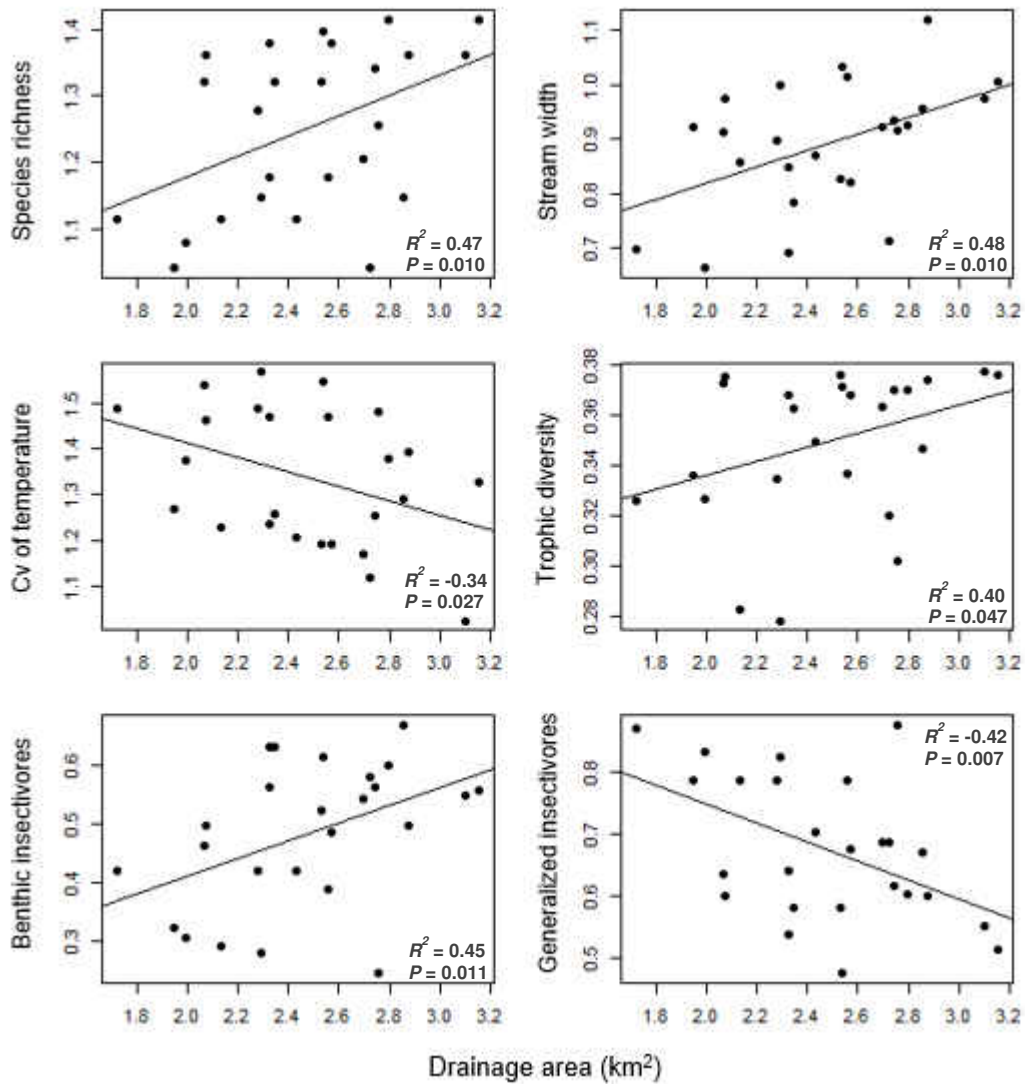 Species richness
1.1 1.2 1.3 1.4
R² = 0.47
P = 0.010
1.8 2.0 2.2 2.4 2.6 2.8 3.0 3.2
Stream width
0.7 0.8 0.9 1.0 1.1
R² = 0.48
P = 0.010
1.8 2.0 2.2 2.4 2.6 2.8 3.0 3.2
Cv of temperature
1.1 1.2 1.3 1.4 1.5
R² = -0.34
P = 0.027
1.8 2.0 2.2 2.4 2.6 2.8 3.0 3.2
Trophic diversity
0.28 0.30 0.32 0.34 0.36 0.38
R² = 0.40
P = 0.047
1.8 2.0 2.2 2.4 2.6 2.8 3.0 3.2
Benthic insectivores
0.3 0.4 0.5 0.6
R² = 0.45
P = 0.011
1.8 2.0 2.2 2.4 2.6 2.8 3.0 3.2
Generalized insectivores
0.5 0.6 0.7 0.8
R² = -0.42
P = 0.007
1.8 2.0 2.2 2.4 2.6 2.8 3.0 3.2
Drainage area (km²)